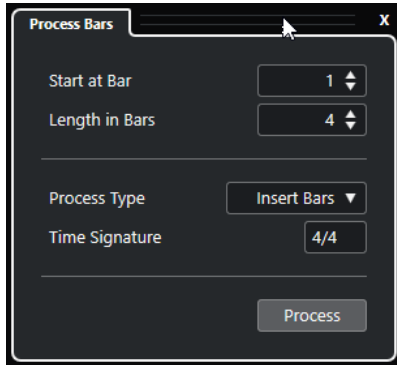 Process Bars X
Start at Bar 1
Length in Bars 4
Process Type Insert Bars
Time Signature 4/4
Process